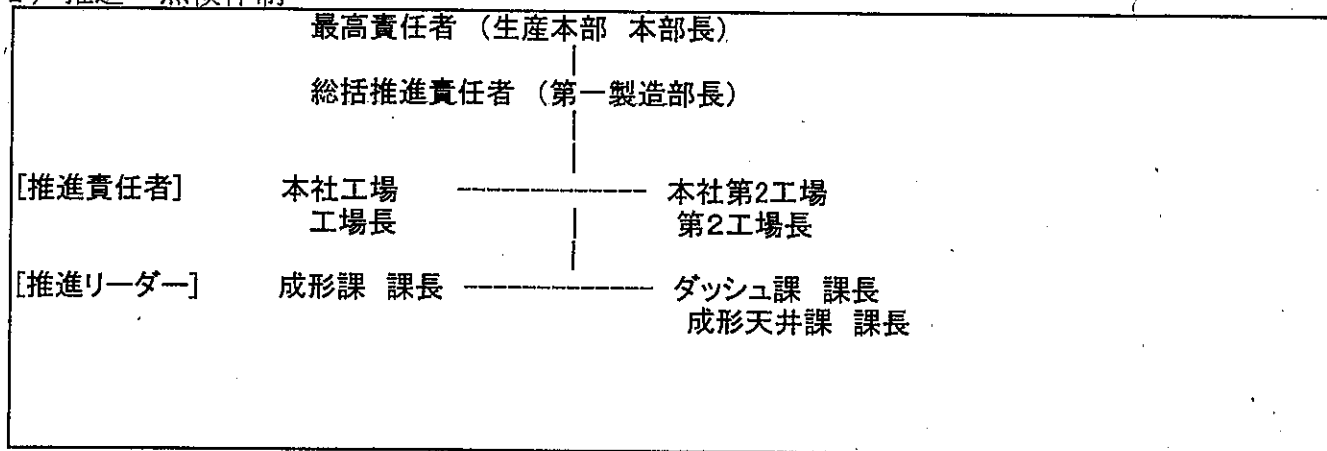 最高責任者 (生産本部 本部長)
総括推進責任者 (第一製造部長)
[推進責任者] 本社工場 本社第2工場
工場長 第2工場長
[推進リーダー] 成形課 課長 ダッシュ課 課長
成形天井課 課長